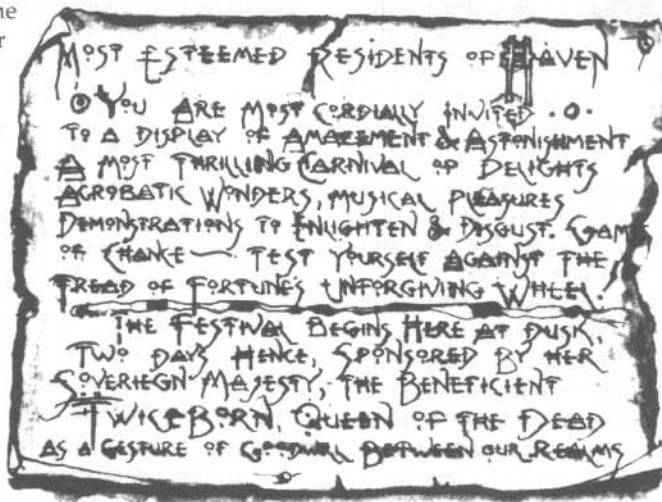 ne
r
MOST ESTEEMED RESIDENTS OF HAVEN
YOU ARE MOST CORDIALLY INVITED
TO A DISPLAY OF AMAZEMENT & ASTONISHMENT
A MOST THRILLING CARNIVAL OF DELIGHTS
ACROBATIC WONDERS, MUSICAL PLEASURES
DEMONSTRATIONS TO ENLIGHTEN & DISGUST. GAME
OF CHANCE — TEST YOURSELF AGAINST THE
TREAD OF FORTUNE'S UNFORGIVING WHEEL.
THE FESTIVAL BEGINS HERE AT DUSK,
TWO DAYS HENCE, SPONSORED BY HER
SOVERIEGN MAJESTY, THE BENEFICIENT
TWICEBORN, QUEEN OF THE DEAD
AS A GESTURE OF GOODWILL BETWEEN OUR REALMS